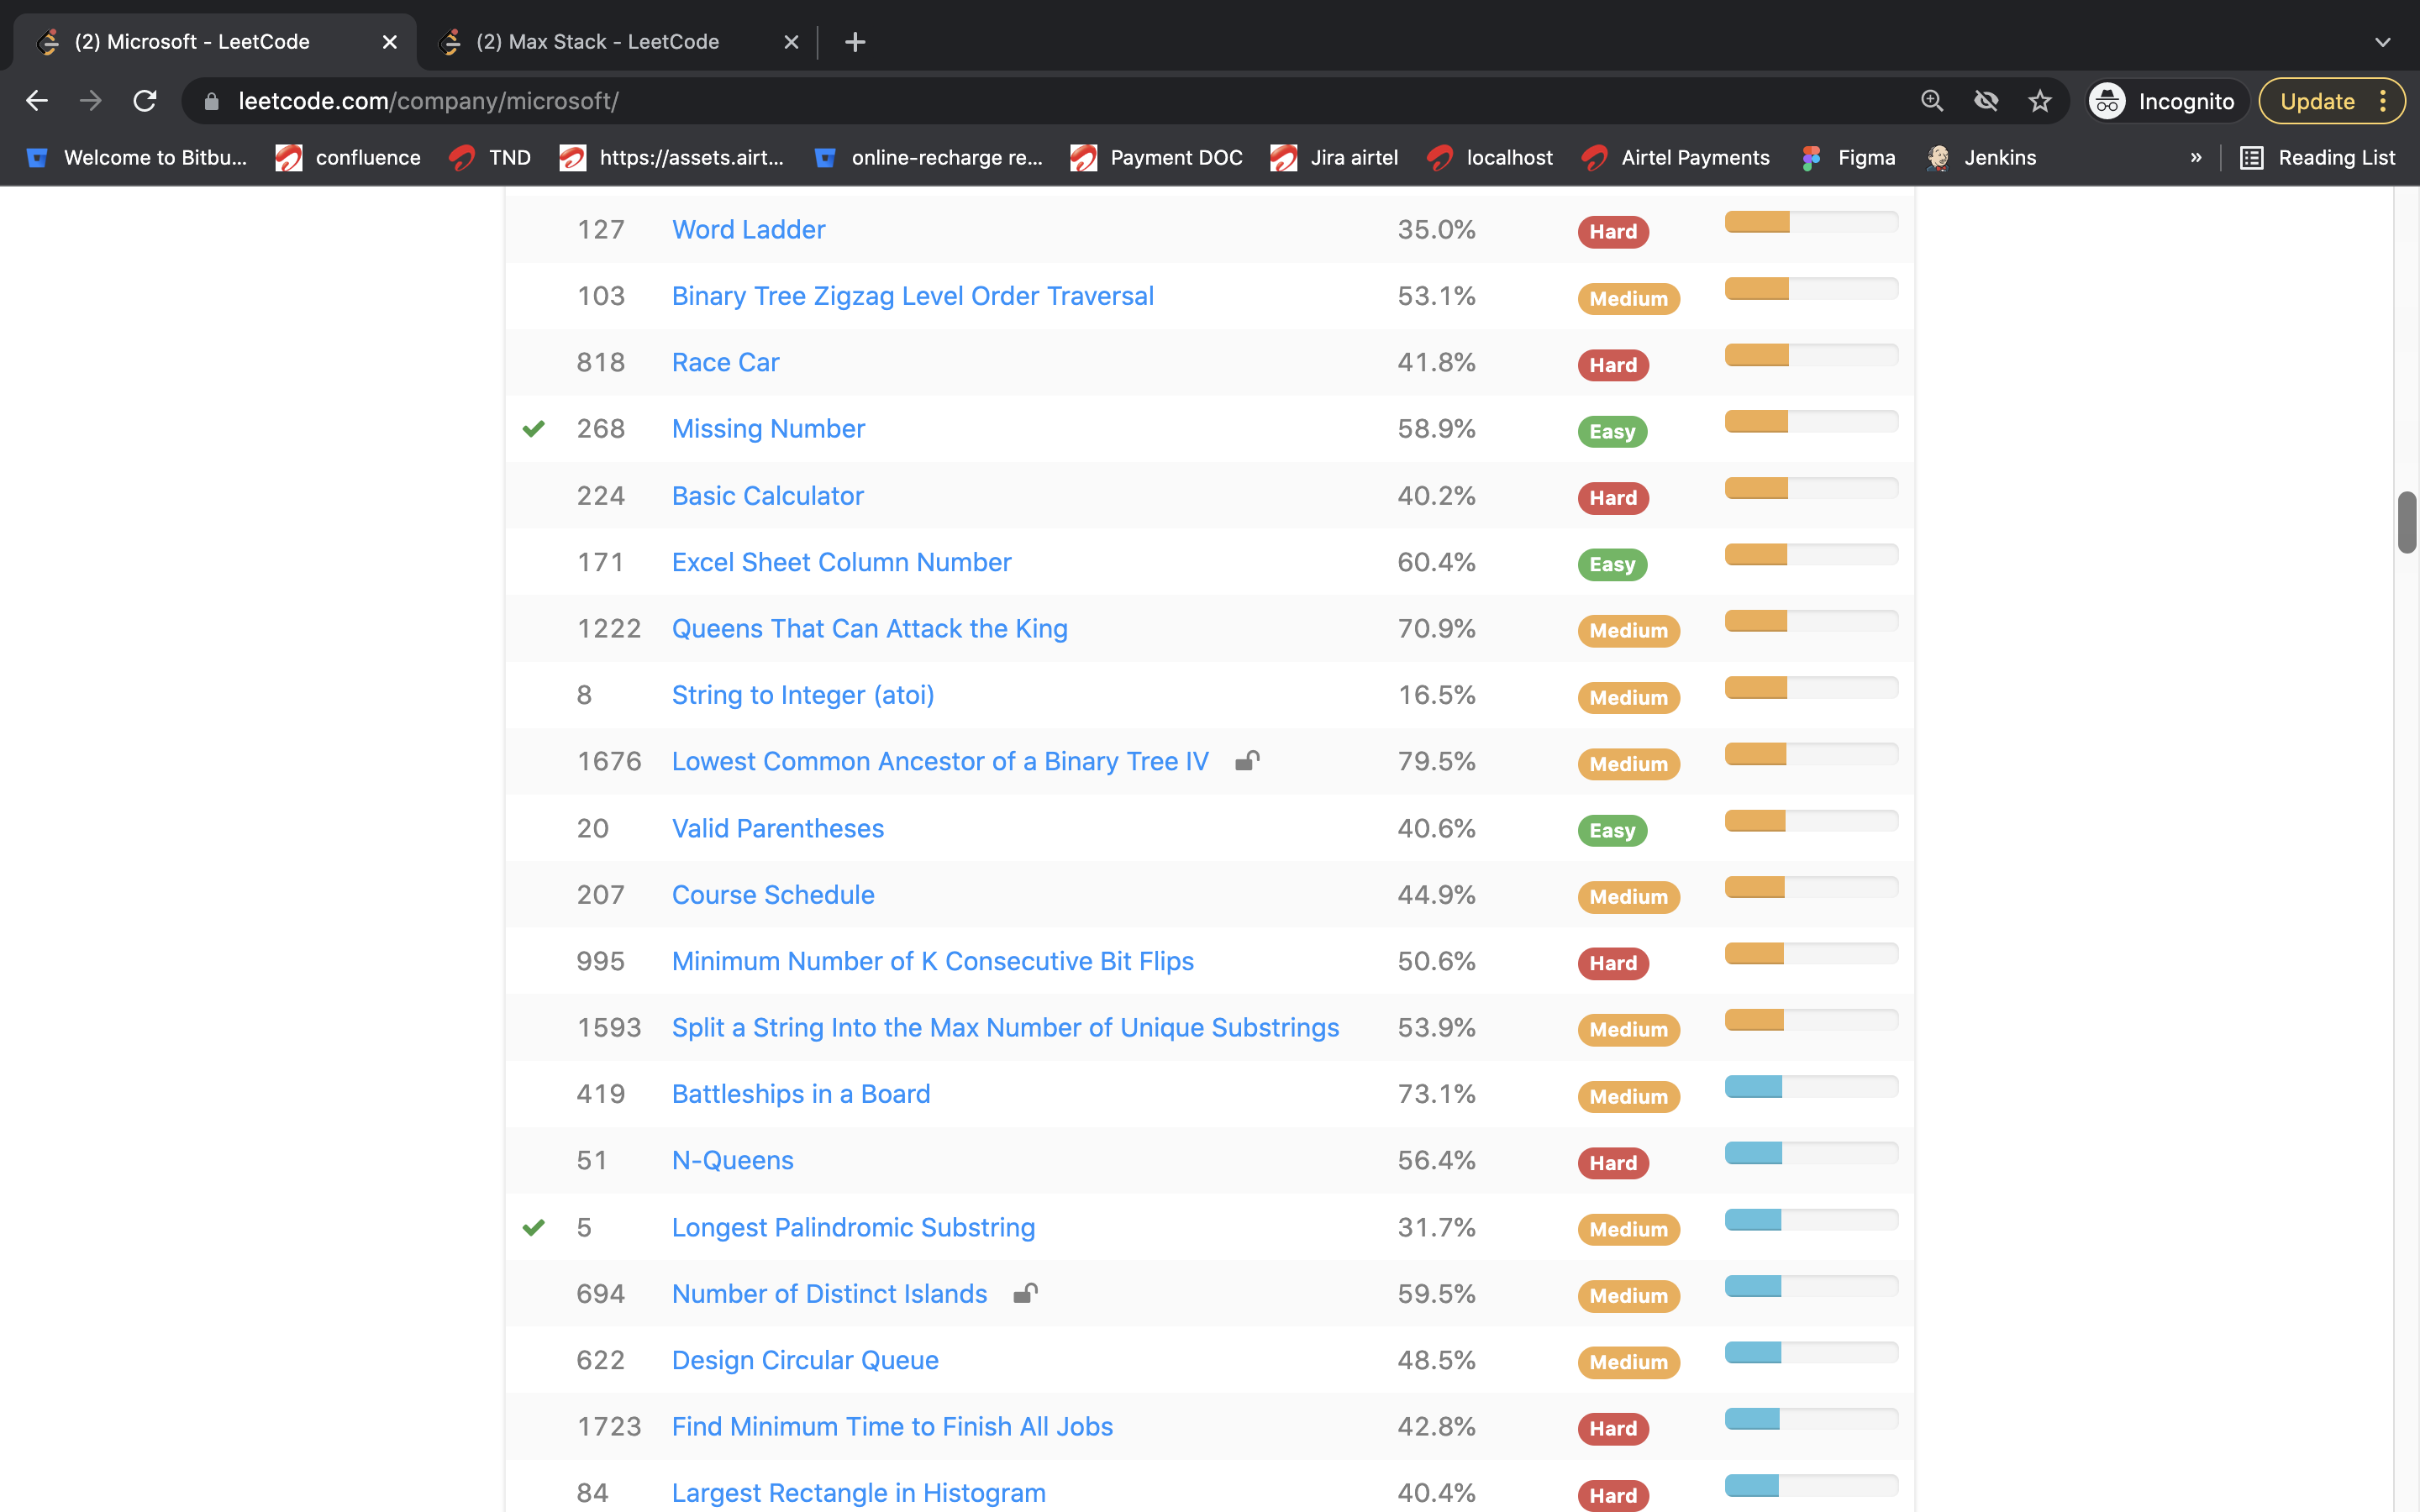 (2) Microsoft - LeetCode
(2) Max Stack - LeetCode
leetcode.com/company/microsoft/
Incognito
Update
Welcome to Bitbu...
confluence
TND
https://assets.airt...
online-recharge re...
Payment DOC
Jira airtel
localhost
Airtel Payments
Figma
Jenkins
»
Reading List
127 Word Ladder 35.0% Hard
103 Binary Tree Zigzag Level Order Traversal 53.1% Medium
818 Race Car 41.8% Hard
268 Missing Number 58.9% Easy
224 Basic Calculator 40.2% Hard
171 Excel Sheet Column Number 60.4% Easy
1222 Queens That Can Attack the King 70.9% Medium
8 String to Integer (atoi) 16.5% Medium
1676 Lowest Common Ancestor of a Binary Tree IV 79.5% Medium
20 Valid Parentheses 40.6% Easy
207 Course Schedule 44.9% Medium
995 Minimum Number of K Consecutive Bit Flips 50.6% Hard
1593 Split a String Into the Max Number of Unique Substrings 53.9% Medium
419 Battleships in a Board 73.1% Medium
51 N-Queens 56.4% Hard
5 Longest Palindromic Substring 31.7% Medium
694 Number of Distinct Islands 59.5% Medium
622 Design Circular Queue 48.5% Medium
1723 Find Minimum Time to Finish All Jobs 42.8% Hard
84 Largest Rectangle in Histogram 40.4% Hard